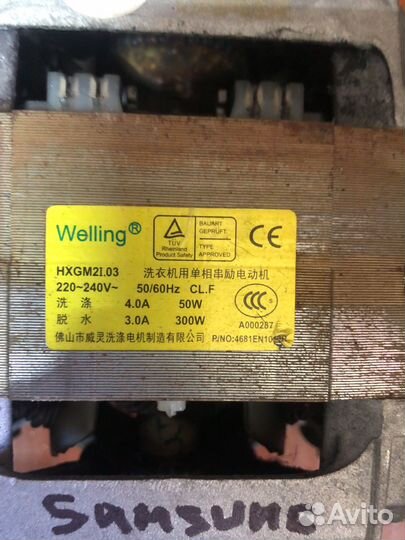 Welling®
TÜV
Rheinland
Product Safety
BAUART
GEPRÜFT
TYPE
APPROVED
CE
HXGM2I.03 洗衣机用单相串励电动机
220~240V~ 50/60Hz CL.F
洗 涤 4.0A 50W
脱 水 3.0A 300W
CCC S
A000287
佛山市威灵洗涤电机制造有限公司 P/NO:
SAMSUNG
Avito